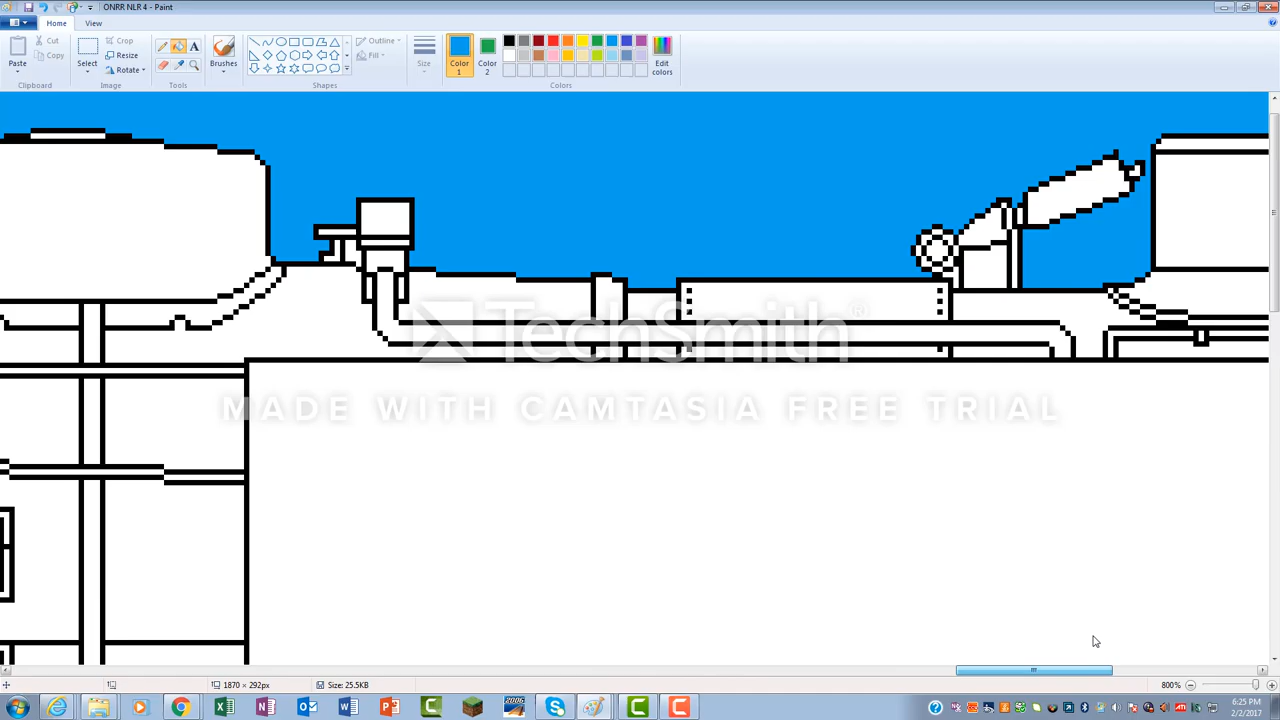 ONRR NLR 4 - Paint
Home View
Paste Cut Copy Clipboard
Select Crop Resize Rotate Image
A Tools
Brushes
Outline Fill Shapes
Size
Color 1 Color 2 Edit colors Colors
TechSmith®
MADE WITH CAMTASIA FREE TRIAL
1870 × 292px
Size: 25.5KB
800%
6:25 PM
2/2/2017